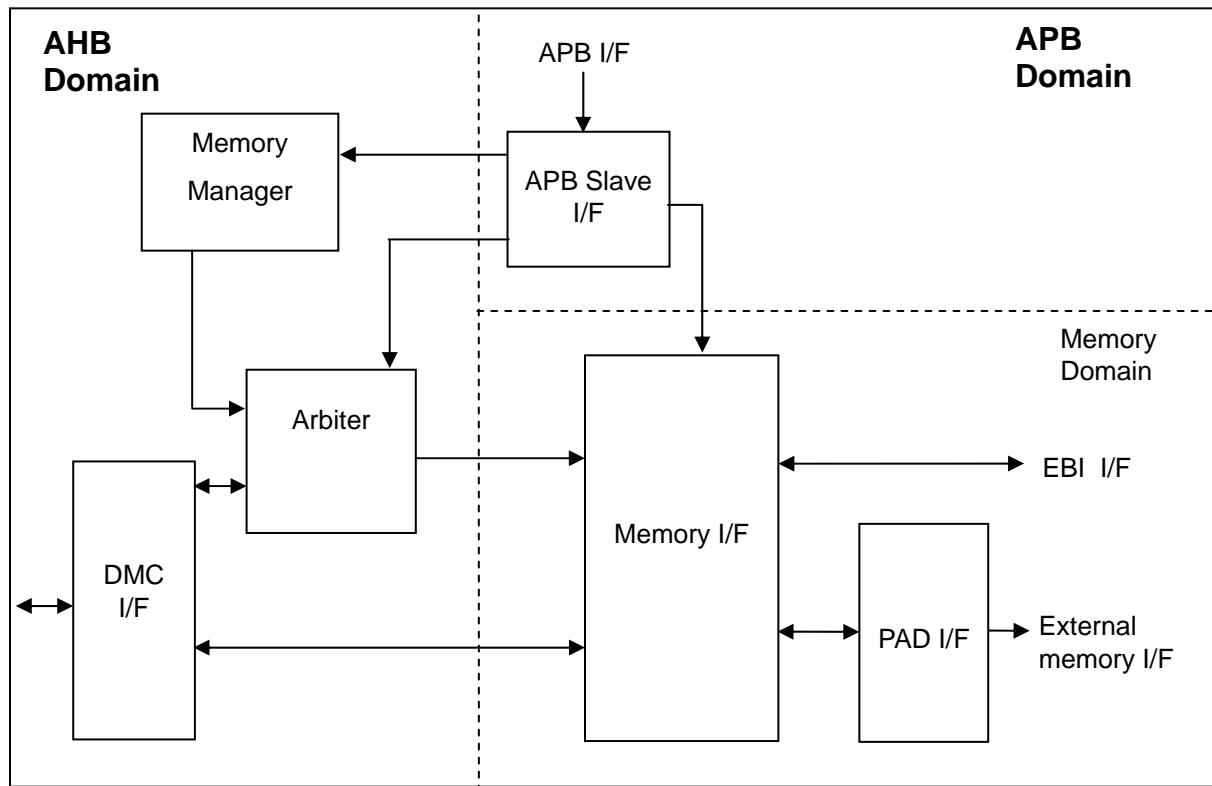 AHB
Domain
APB I/F
APB
Domain
Memory
Manager
APB Slave
I/F
Memory
Domain
Arbiter
EBI I/F
Memory I/F
DMC
I/F
PAD I/F
External
memory I/F